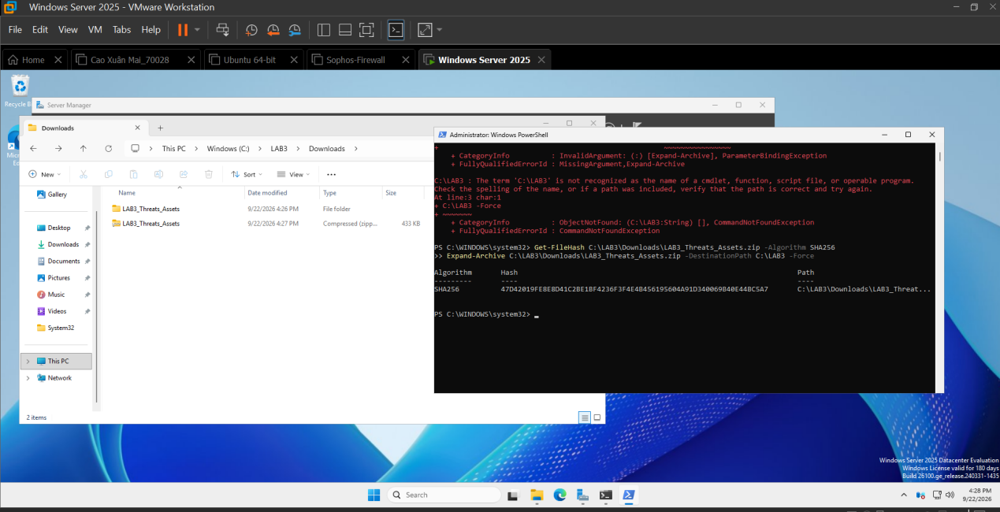 Windows Server 2025 - VMware Workstation
File Edit View VM Tabs Help
Home
Cao Xuân Mai_70028
Ubuntu 64-bit
Sophos-Firewall
Windows Server 2025
Server Manager
Downloads
This PC > Windows (C:) > LAB3 > Downloads >
New Sort View ...
Gallery
Desktop
Downloads
Documents
Pictures
Music
Videos
System32
This PC
Network
Name Date modified Type Size
LAB3_Threats_Assets 9/22/2026 4:26 PM File folder
LAB3_Threats_Assets 9/22/2026 4:27 PM Compressed (zipp... 433 KB
2 items
Administrator: Windows PowerShell
+ ~~~~~~~~~~~~~~~~
+ CategoryInfo : InvalidArgument: (:) [Expand-Archive], ParameterBindingException
+ FullyQualifiedErrorId : MissingArgument,Expand-Archive
C:\LAB3 : The term 'C:\LAB3' is not recognized as the name of a cmdlet, function, script file, or operable program.
Check the spelling of the name, or if a path was included, verify that the path is correct and try again.
At line:3 char:1
+ C:\LAB3 -Force
+ ~~~~~~~
+ CategoryInfo : ObjectNotFound: (C:\LAB3:String) [], CommandNotFoundException
+ FullyQualifiedErrorId : CommandNotFoundException
PS C:\WINDOWS\system32> Get-FileHash C:\LAB3\Downloads\LAB3_Threats_Assets.zip -Algorithm SHA256
>> Expand-Archive C:\LAB3\Downloads\LAB3_Threats_Assets.zip -DestinationPath C:\LAB3 -Force
Algorithm Hash Path
--------- ---- ----
SHA256 47D42019FE8E8D41C2BE1BF4236F3F4E4B456195604A91D340069B40E44BC5A7 C:\LAB3\Downloads\LAB3_Threat...
PS C:\WINDOWS\system32>
Windows Server 2025 Datacenter Evaluation
Windows License valid for 180 days
Build 26100.ge_release.240331-1435
Search
4:28 PM
9/22/2026